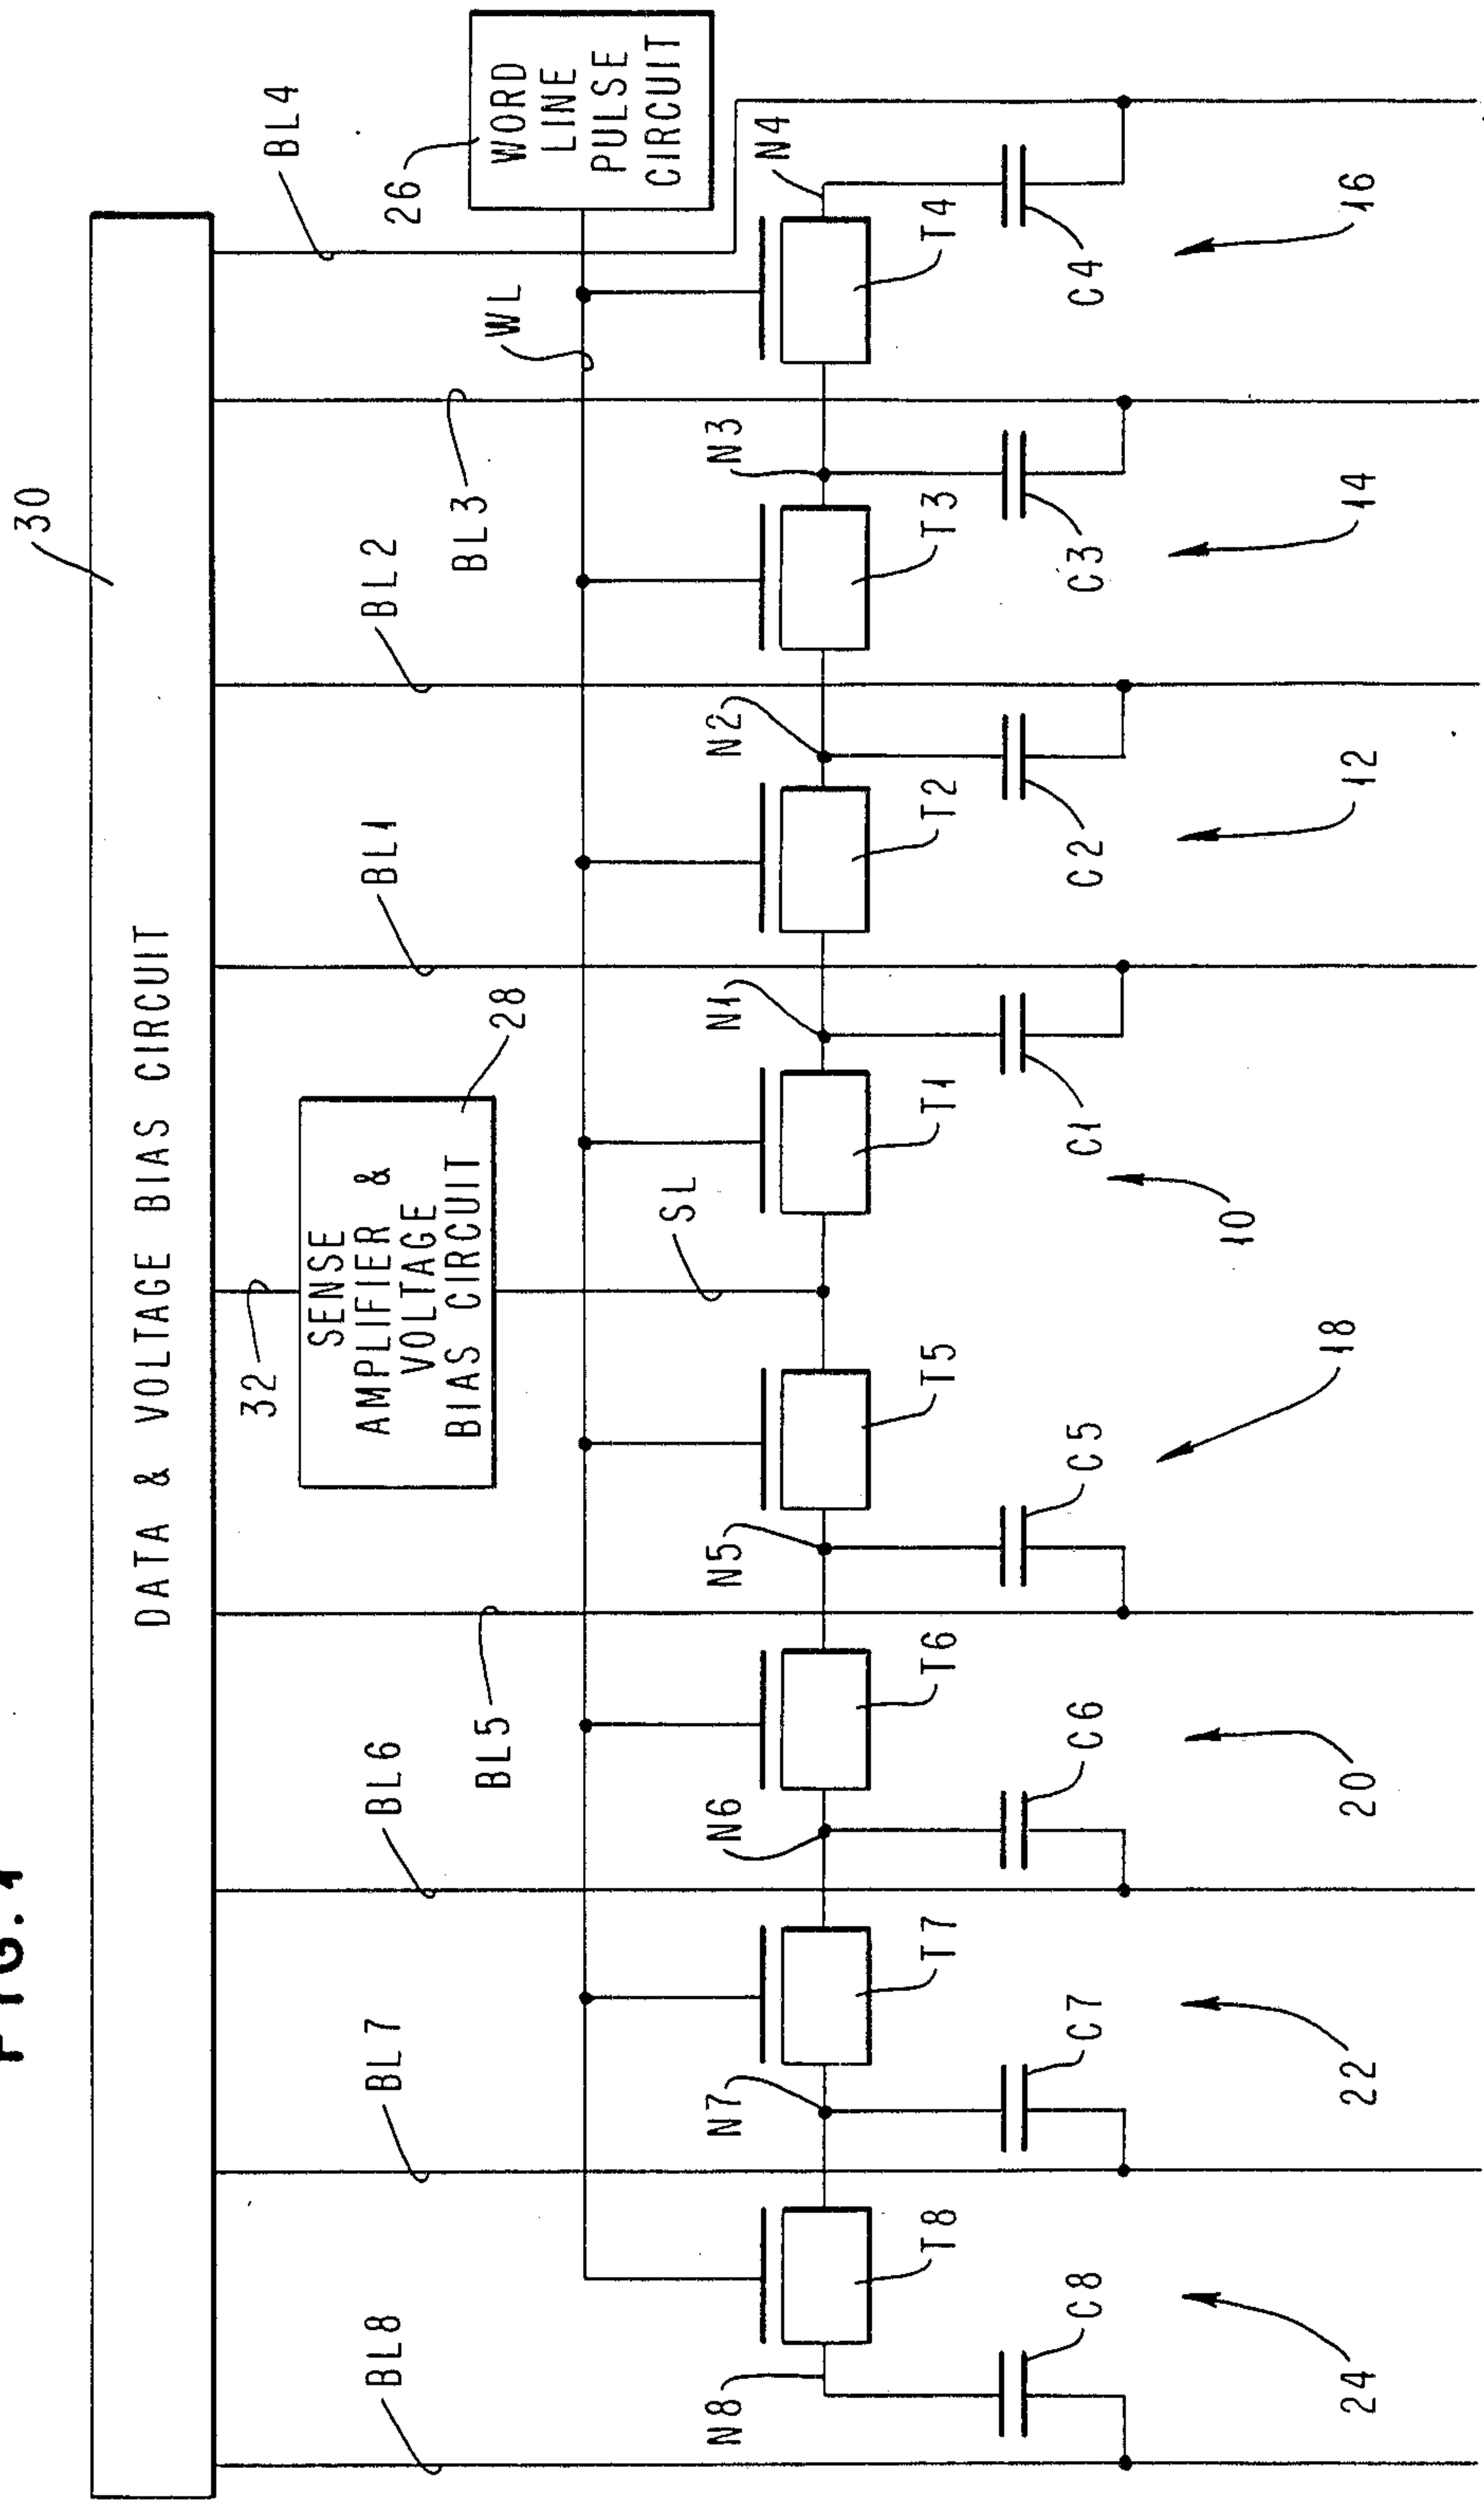 FIG. 1
30
DATA & VOLTAGE BIAS CIRCUIT
32
BL4
BL8
BL7
BL6
BL1
BL2
26
SENSE
AMPLIFIER &
VOLTAGE
BIAS CIRCUIT
BL5
28
BL3
WL
WORD
LINE
PULSE
CIRCUIT
SL
N8
N7
N6
N5
N1
N2
N3
N4
T8
T7
T6
T5
T1
T2
T3
T4
C8
C7
C6
C5
C1
C2
C3
C4
24
22
20
18
10
12
14
16